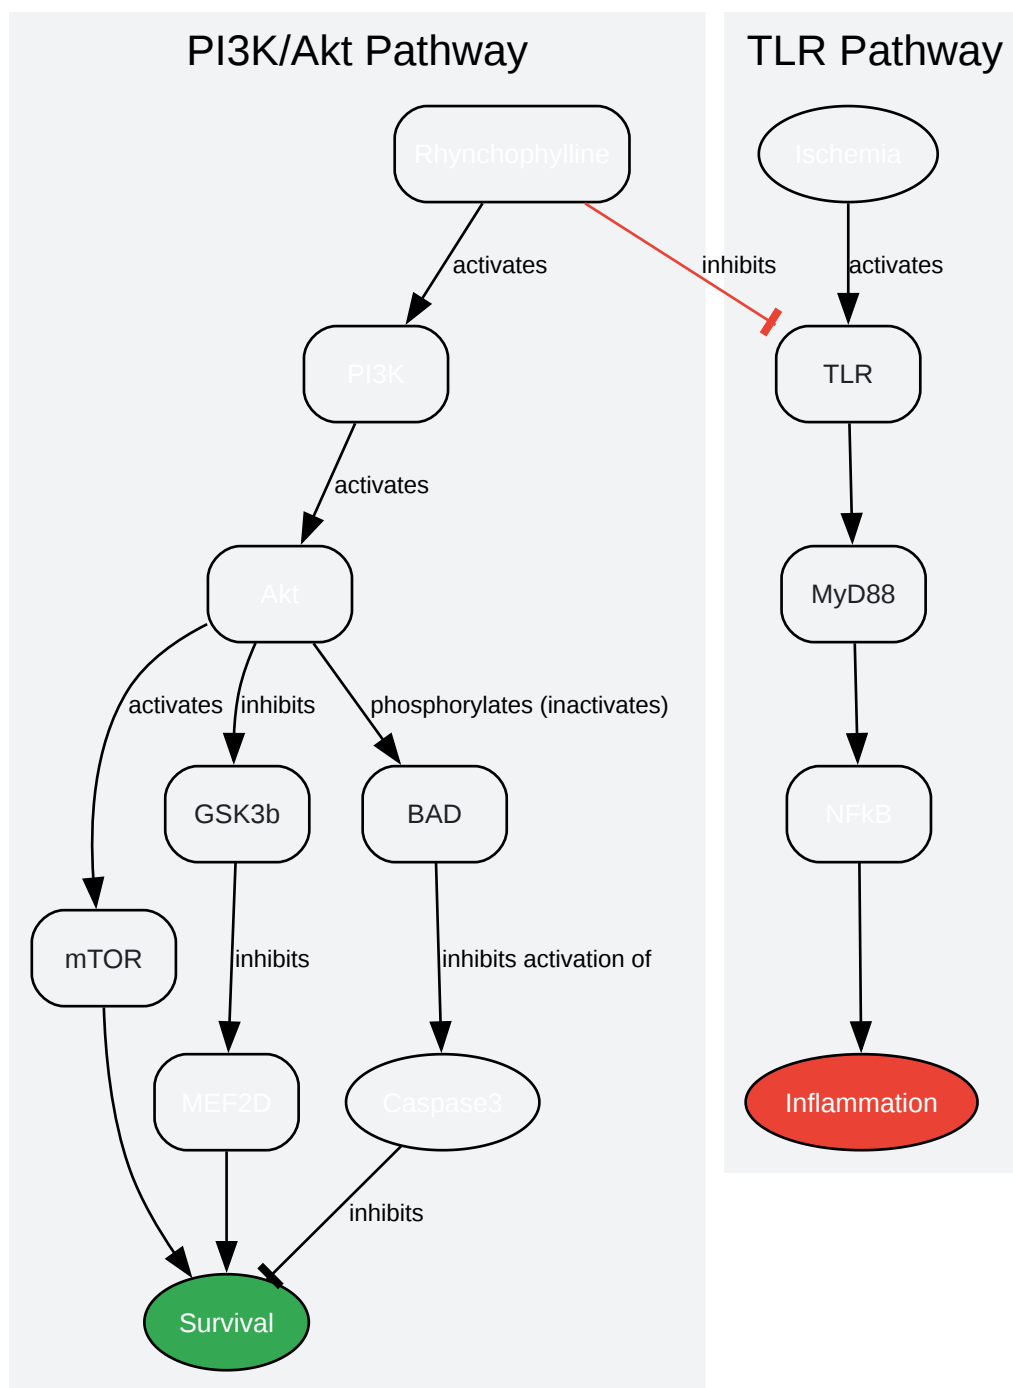 PI3K/Akt Pathway
TLR Pathway
Rhynchophylline
Ischemia
activates
inhibits
activates
PI3K
TLR
activates
Akt
MyD88
activates
inhibits
phosphorylates (inactivates)
GSK3b
BAD
NFkB
mTOR
inhibits
inhibits activation of
MEF2D
Caspase3
Inflammation
inhibits
Survival